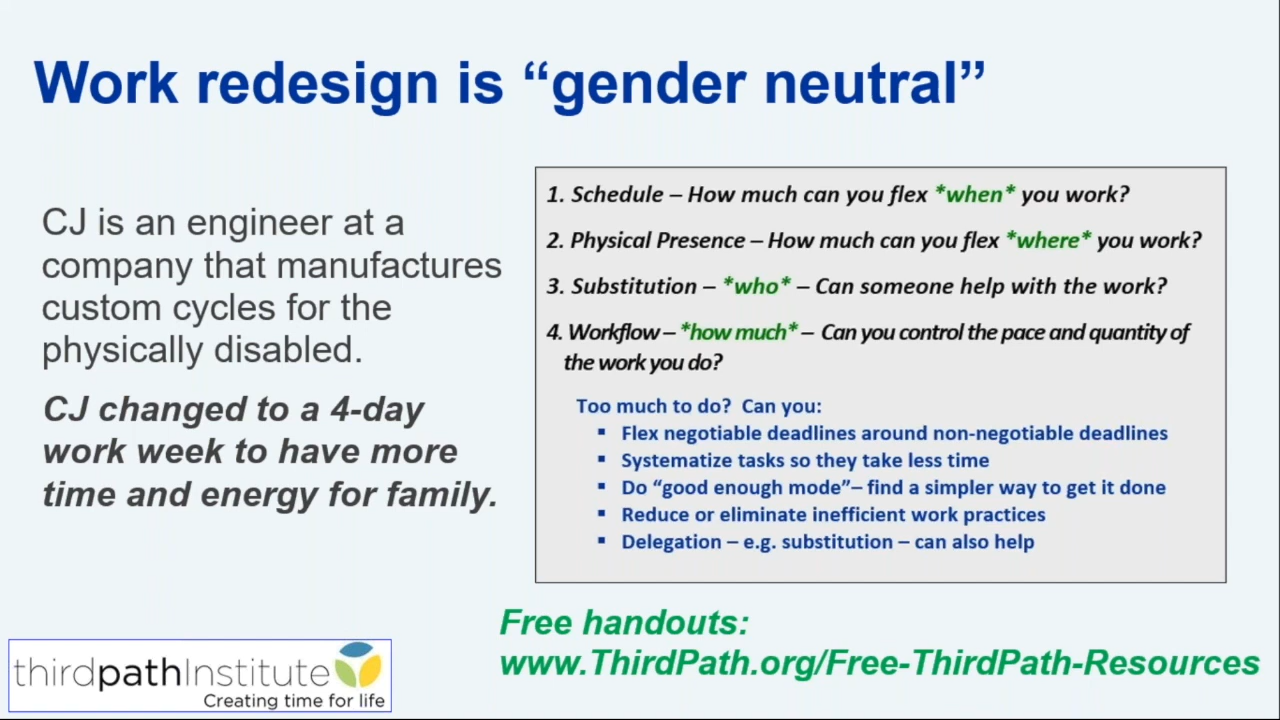 Work redesign is “gender neutral”
CJ is an engineer at a
company that manufactures
custom cycles for the
physically disabled.
CJ changed to a 4-day
work week to have more
time and energy for family.
1. Schedule – How much can you flex *when* you work?
2. Physical Presence – How much can you flex *where* you work?
3. Substitution – *who* – Can someone help with the work?
4. Workflow – *how much* – Can you control the pace and quantity of
the work you do?
Too much to do? Can you:
▪ Flex negotiable deadlines around non-negotiable deadlines
▪ Systematize tasks so they take less time
▪ Do “good enough mode”– find a simpler way to get it done
▪ Reduce or eliminate inefficient work practices
▪ Delegation – e.g. substitution – can also help
Free handouts:
www.ThirdPath.org/Free-ThirdPath-Resources
thirdpathInstitute
Creating time for life